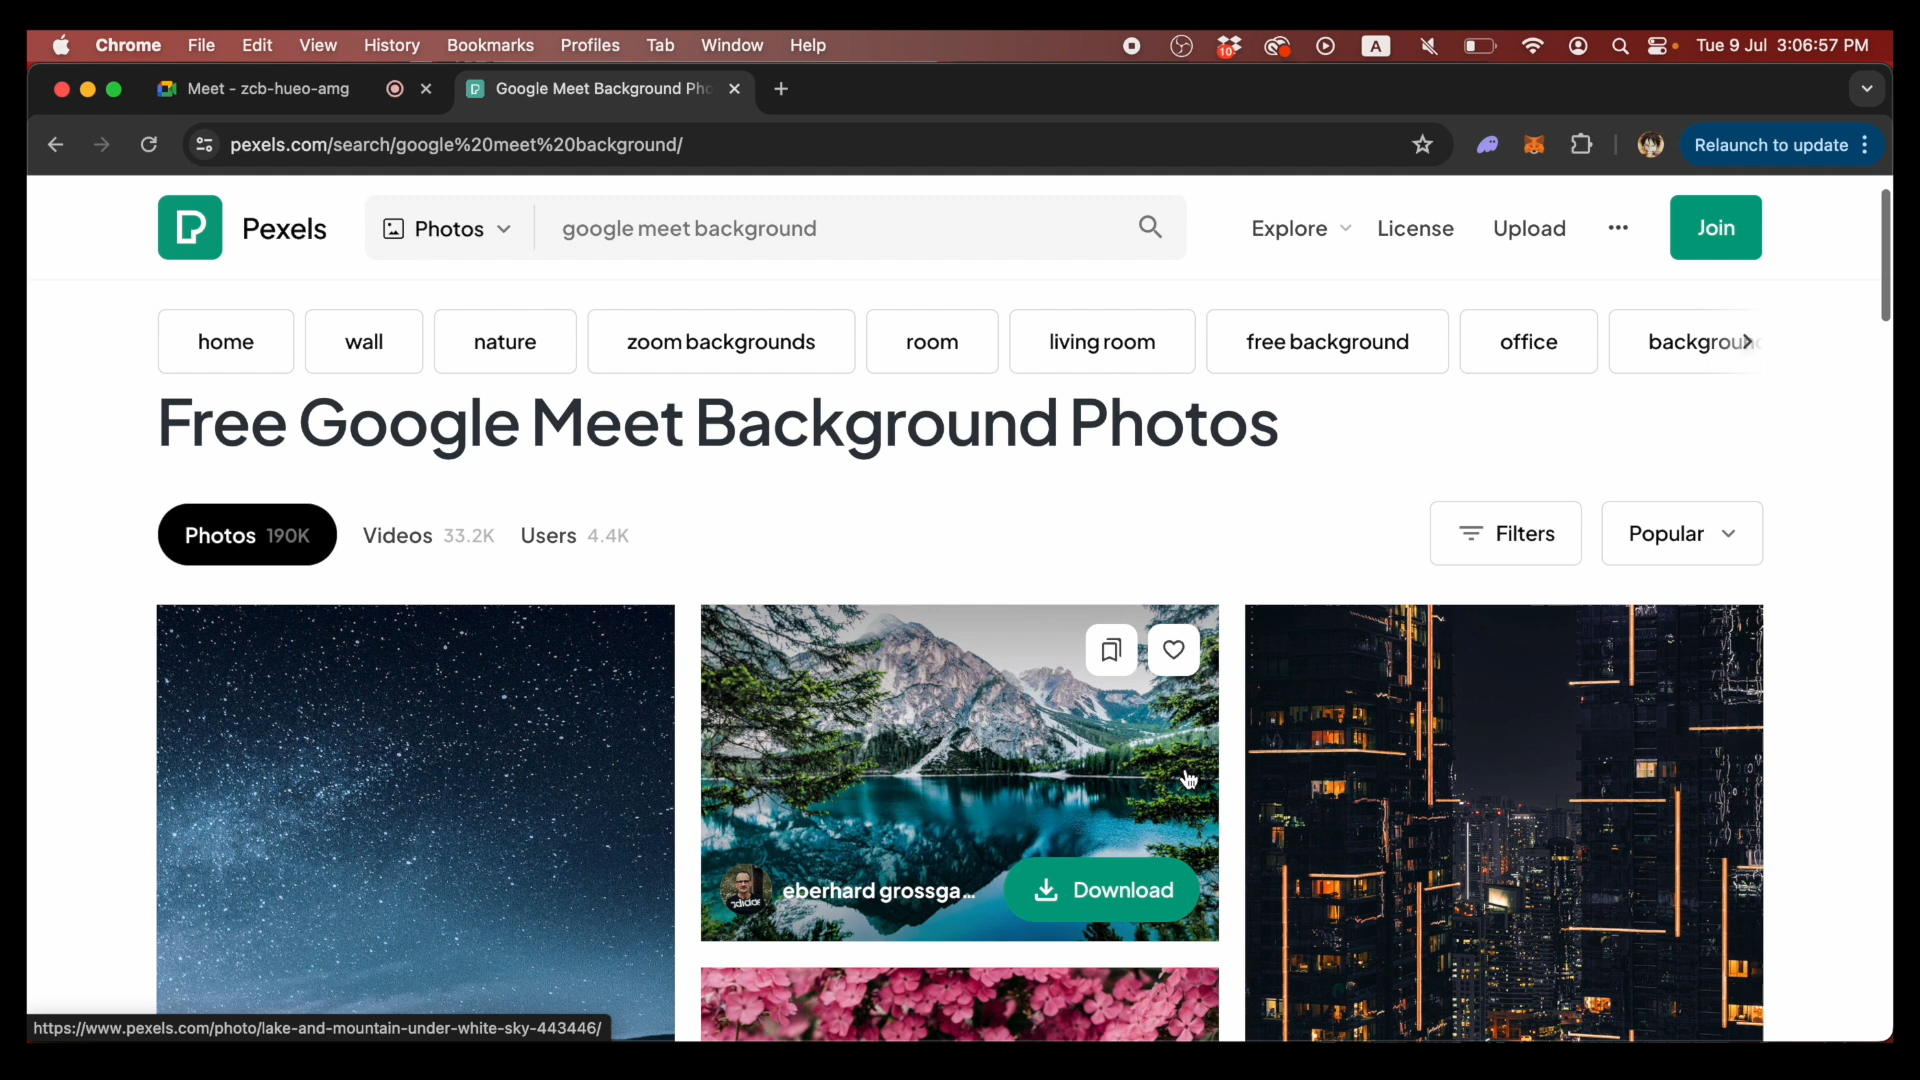 Chrome File Edit View History Bookmarks Profiles Tab Window Help 10 A Tue 9 Jul 3:06:57 PM
Meet - zcb-hueo-amg Google Meet Background Pho
pexels.com/search/google%20meet%20background/ Relaunch to update
Pexels Photos google meet background Explore License Upload Join
home wall nature zoom backgrounds room living room free background office backgroun
Free Google Meet Background Photos
Photos 190K Videos 33.2K Users 4.4K Filters Popular
adidas
eberhard grossga... Download
https://www.pexels.com/photo/lake-and-mountain-under-white-sky-443446/